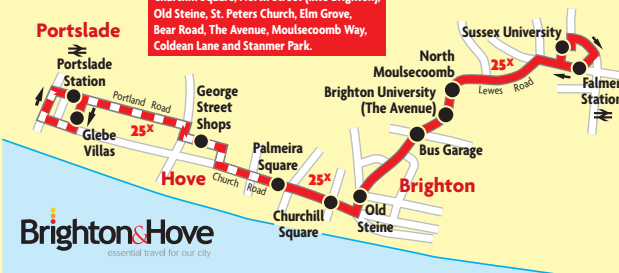 Old Steine, St. Peters Church, Elm Grove,
Bear Road, The Avenue, Moulsecoomb Way,
Coldean Lane and Stanmer Park.
Portslade
Portslade
Station
Portland Road
25X
Glebe
Villas
George
Street
Shops
Hove
Church Road
Palmeira
Square
25X
Churchill
Square
Old
Steine
Brighton
Bus Garage
Brighton University
(The Avenue)
North
Moulsecoomb
25X
Lewes Road
Sussex University
Falmer
Station
Brighton&Hove
essential travel for our city